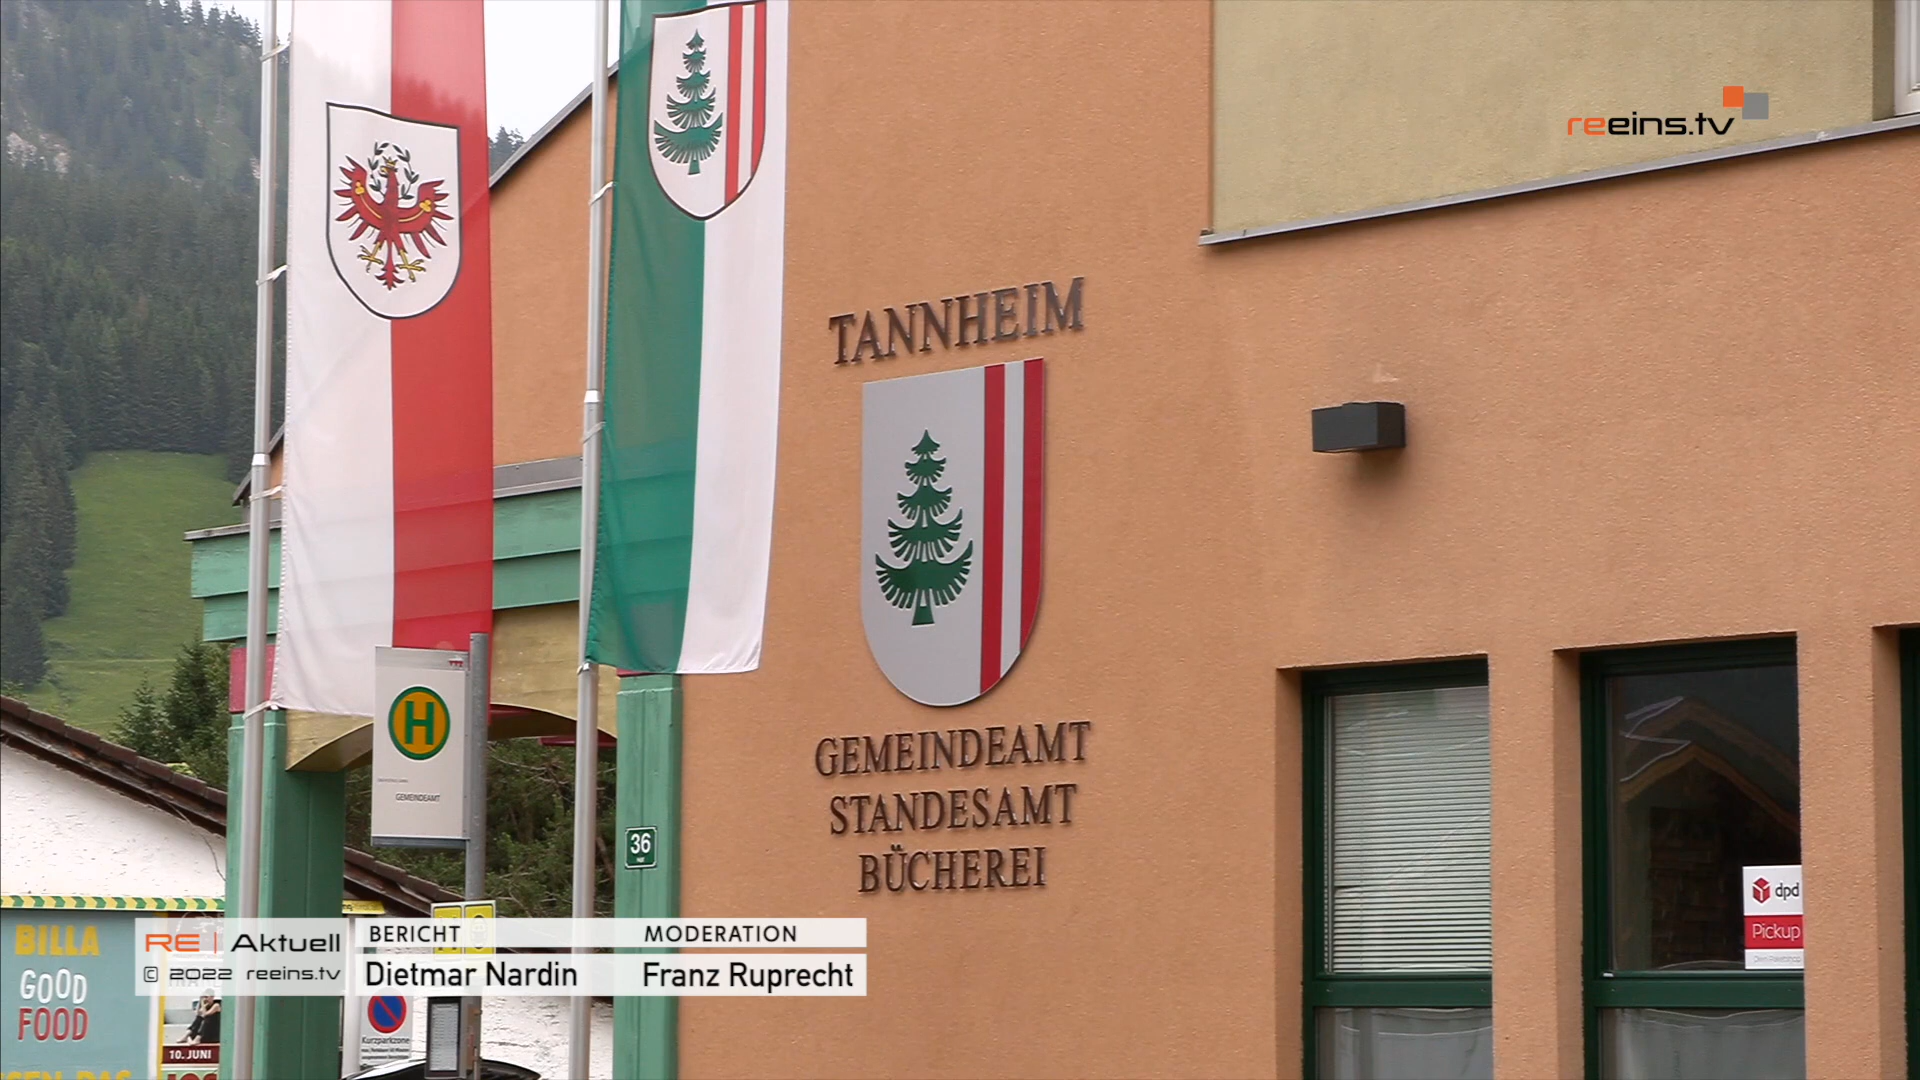 reeins.tv
TANNHEIM
GEMEINDEAMT
STANDESAMT
BÜCHEREI
H
GEMEINDEAMT
36
dpd
Pickup
BILLA
GOOD
FOOD
10. JUNI
Kurzparkzone
RE | Aktuell
© 2022 reeins.tv
BERICHT
Dietmar Nardin
MODERATION
Franz Ruprecht